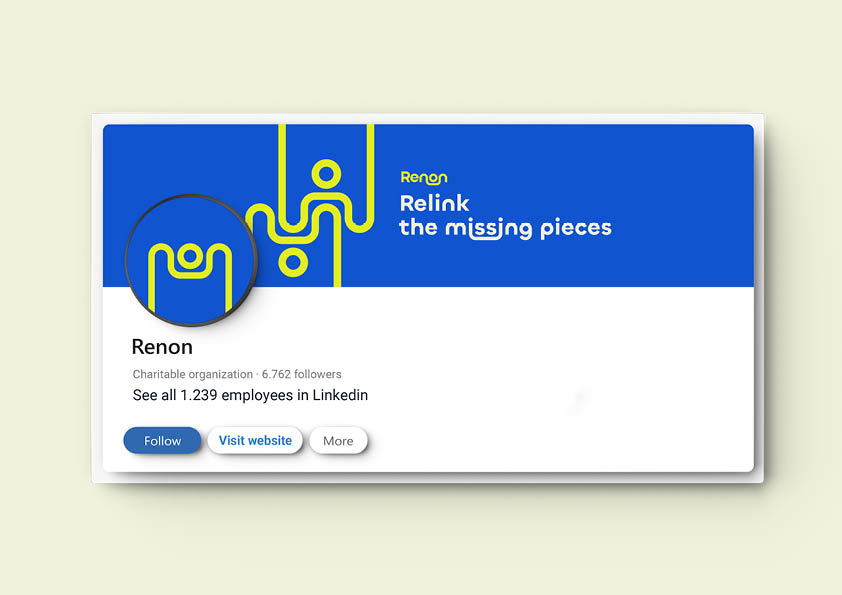 Renon
Relink
the missing pieces
Renon
Charitable organization · 6.762 followers
See all 1.239 employees in Linkedin
Follow
Visit website
More